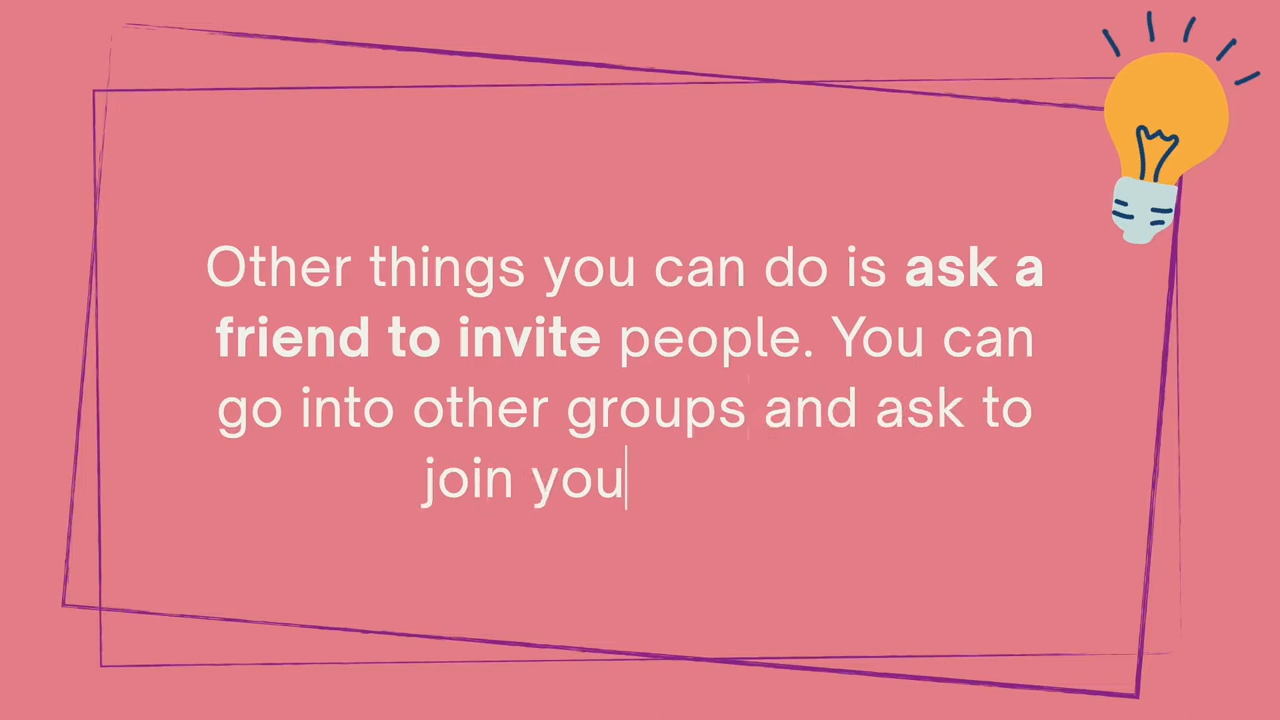 Other things you can do is ask a
friend to invite people. You can
go into other groups and ask to
join you